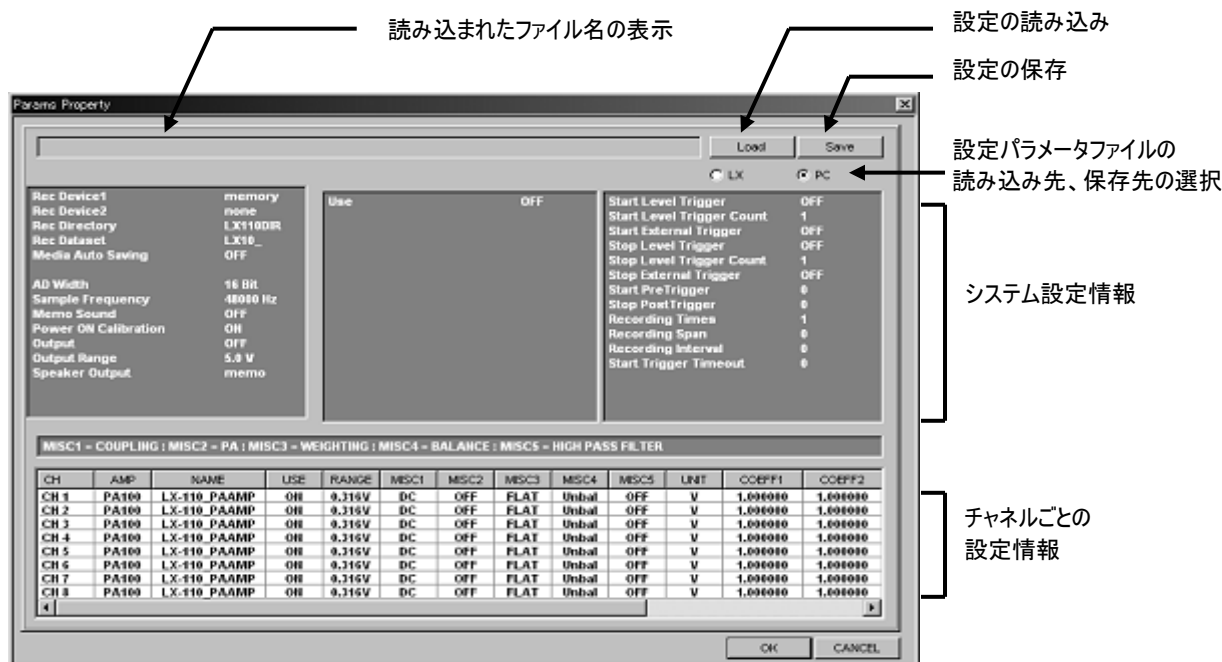 読み込まれたファイル名の表示
設定の読み込み
設定の保存
設定パラメータファイルの
読み込み先、保存先の選択
システム設定情報
チャネルごとの
設定情報
Params Property
Load Save
LX PC
Rec Device1 memory
Rec Device2 none
Rec Directory LX110DIR
Rec Dataset LX10_
Media Auto Saving OFF
AD Width 16 Bit
Sample Frequency 48000 Hz
Memo Sound OFF
Power ON Calibration ON
Output OFF
Output Range 5.0 V
Speaker Output memo
Use OFF
Start Level Trigger OFF
Start Level Trigger Count 1
Start External Trigger OFF
Stop Level Trigger OFF
Stop Level Trigger Count 1
Stop External Trigger OFF
Start PreTrigger 0
Stop PostTrigger 0
Recording Times 1
Recording Span 0
Recording Interval 0
Start Trigger Timeout 0
MISC1 = COUPLING : MISC2 = PA : MISC3 = WEIGHTING : MISC4 = BALANCE : MISC5 = HIGH PASS FILTER
CH AMP NAME USE RANGE MISC1 MISC2 MISC3 MISC4 MISC5 UNIT COEFF1 COEFF2
CH 1 PA100 LX-110_PAAMP ON 0.316V DC OFF FLAT Unbal OFF V 1.000000 1.000000
CH 2 PA100 LX-110_PAAMP ON 0.316V DC OFF FLAT Unbal OFF V 1.000000 1.000000
CH 3 PA100 LX-110_PAAMP ON 0.316V DC OFF FLAT Unbal OFF V 1.000000 1.000000
CH 4 PA100 LX-110_PAAMP ON 0.316V DC OFF FLAT Unbal OFF V 1.000000 1.000000
CH 5 PA100 LX-110_PAAMP ON 0.316V DC OFF FLAT Unbal OFF V 1.000000 1.000000
CH 6 PA100 LX-110_PAAMP ON 0.316V DC OFF FLAT Unbal OFF V 1.000000 1.000000
CH 7 PA100 LX-110_PAAMP ON 0.316V DC OFF FLAT Unbal OFF V 1.000000 1.000000
CH 8 PA100 LX-110_PAAMP ON 0.316V DC OFF FLAT Unbal OFF V 1.000000 1.000000
OK CANCEL